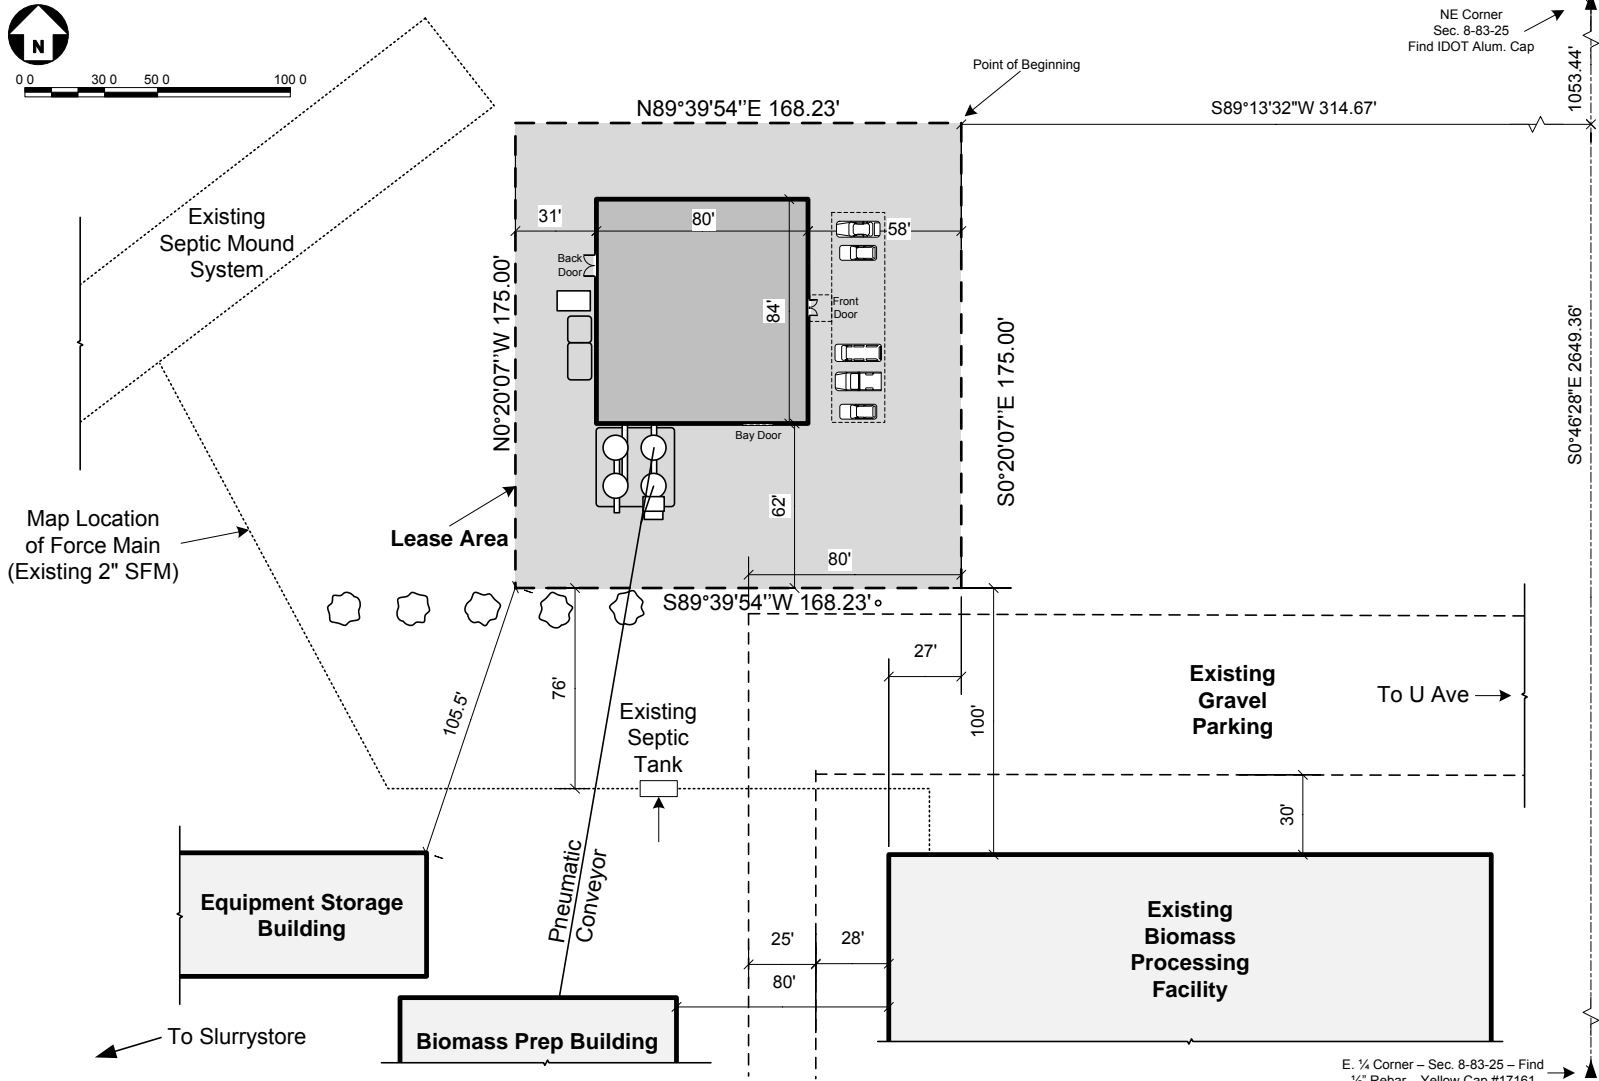 NE Corner
Sec. 8-83-25
Find IDOT Alum. Cap
N
0 0 30 0 50 0 100 0
Point of Beginning
1053.44'
N89°39'54''E 168.23'
S89°13'32"W 314.67'
Existing
Septic Mound
System
31'
80'
58'
Back
Door
84'
Front
Door
N0°20'07''W 175.00'
S0°20'07''E 175.00'
S0°46'28"E 2649.36'
Bay Door
Map Location
of Force Main
(Existing 2" SFM)
Lease Area
62'
80'
S89°39'54''W 168.23'
27'
76'
105.5'
100'
Existing
Gravel
Parking
To U Ave
Existing
Septic
Tank
30'
Pneumatic
Conveyor
Equipment Storage
Building
25'
28'
80'
Existing
Biomass
Processing
Facility
To Slurrystore
Biomass Prep Building
E. ¼ Corner – Sec. 8-83-25 – Find
½" Rebar – Yellow Cap #17161